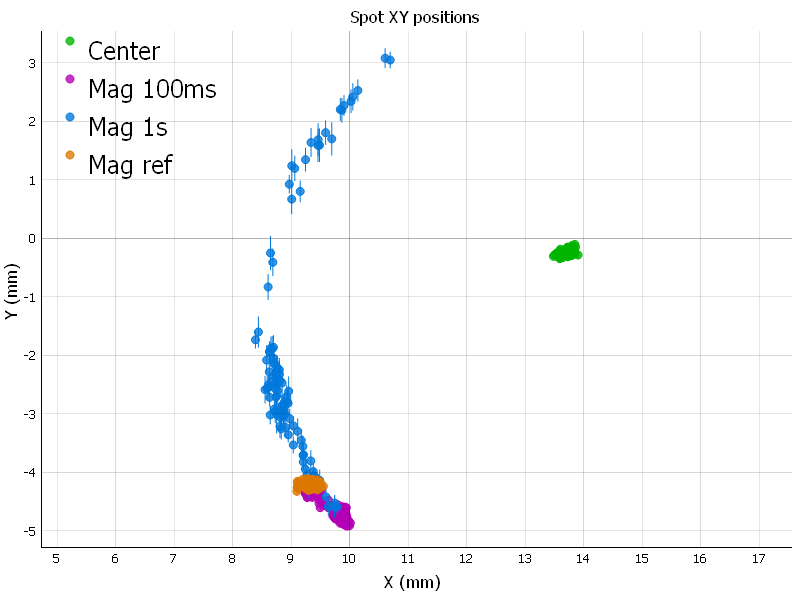 Spot XY positions
Center
Mag 100ms
Mag 1s
Mag ref
3
2
1
0
-1
-2
-3
-4
-5
Y (mm)
5 6 7 8 9 10 11 12 13 14 15 16 17
X (mm)